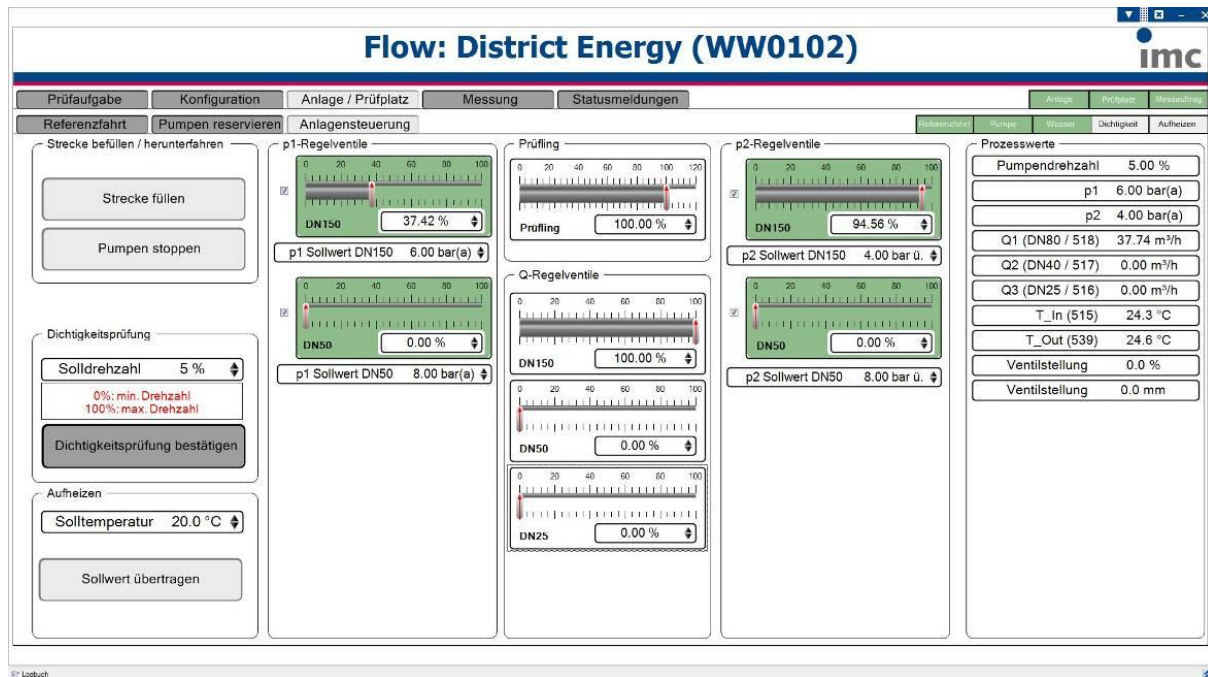 Flow: District Energy (WW0102)
imc
Prüfaufgabe Konfiguration Anlage / Prüfplatz Messung Statusmeldungen
Anlage Prüfplatz Messauftrag
Referenzfahrt Pumpen reservieren Anlagensteuerung
Referenzfahrt Pumpe Wasser Dichtigkeit Aufheizen
Strecke befüllen / herunterfahren
Strecke füllen
Pumpen stoppen
Dichtigkeitsprüfung
Solldrehzahl 5 %
0%: min. Drehzahl
100%: max. Drehzahl
Dichtigkeitsprüfung bestätigen
Aufheizen
Solltemperatur 20.0 °C
Sollwert übertragen
p1-Regelventile
0 20 40 60 80 100
DN150 37.42 %
p1 Sollwert DN150 6.00 bar(a)
0 20 40 60 80 100
DN50 0.00 %
p1 Sollwert DN50 8.00 bar(a)
Prüfling
0 20 40 60 80 100 120
Prüfling 100.00 %
Q-Regelventile
0 20 40 60 80 100
DN150 100.00 %
0 20 40 60 80 100
DN50 0.00 %
0 20 40 60 80 100
DN25 0.00 %
p2-Regelventile
0 20 40 60 80 100
DN150 94.56 %
p2 Sollwert DN150 4.00 bar ü.
0 20 40 60 80 100
DN50 0.00 %
p2 Sollwert DN50 8.00 bar ü.
Prozesswerte
Pumpendrehzahl 5.00 %
p1 6.00 bar(a)
p2 4.00 bar(a)
Q1 (DN80 / 518) 37.74 m³/h
Q2 (DN40 / 517) 0.00 m³/h
Q3 (DN25 / 516) 0.00 m³/h
T_In (515) 24.3 °C
T_Out (539) 24.6 °C
Ventilstellung 0.0 %
Ventilstellung 0.0 mm
Logbuch